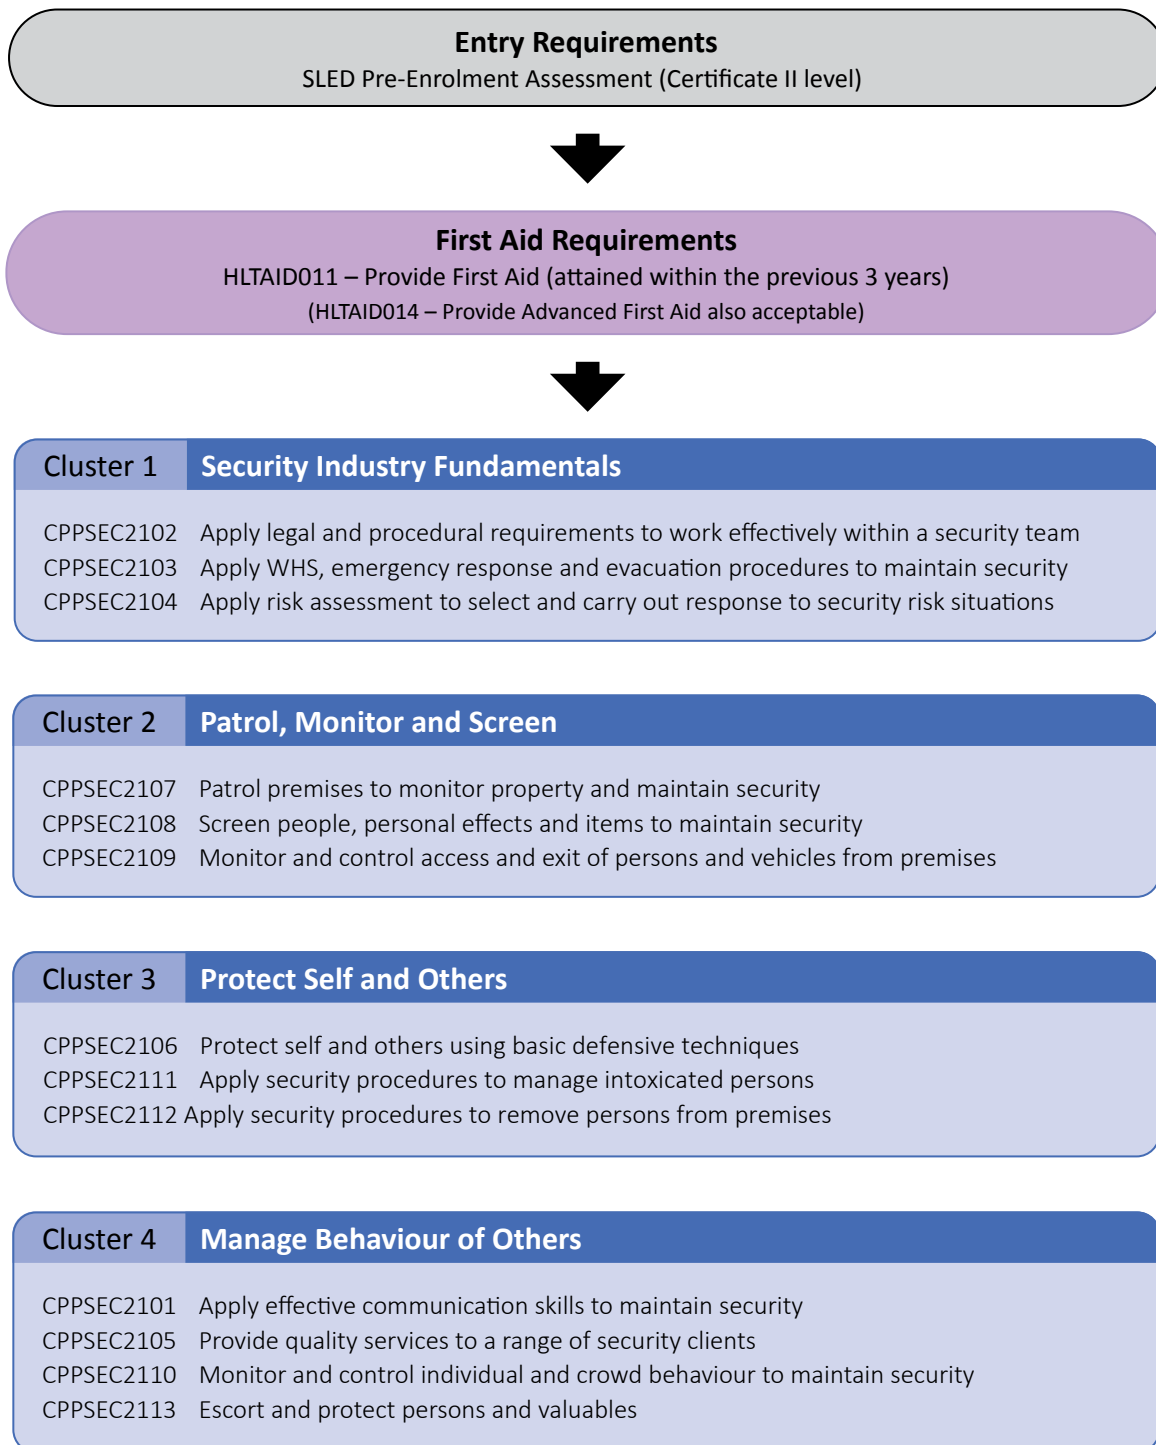 Entry Requirements
SLED Pre-Enrolment Assessment (Certificate II level)
First Aid Requirements
HLTAID011 – Provide First Aid (attained within the previous 3 years)
(HLTAID014 – Provide Advanced First Aid also acceptable)
Cluster 1 Security Industry Fundamentals
CPPSEC2102 Apply legal and procedural requirements to work effectively within a security team
CPPSEC2103 Apply WHS, emergency response and evacuation procedures to maintain security
CPPSEC2104 Apply risk assessment to select and carry out response to security risk situations
Cluster 2 Patrol, Monitor and Screen
CPPSEC2107 Patrol premises to monitor property and maintain security
CPPSEC2108 Screen people, personal effects and items to maintain security
CPPSEC2109 Monitor and control access and exit of persons and vehicles from premises
Cluster 3 Protect Self and Others
CPPSEC2106 Protect self and others using basic defensive techniques
CPPSEC2111 Apply security procedures to manage intoxicated persons
CPPSEC2112 Apply security procedures to remove persons from premises
Cluster 4 Manage Behaviour of Others
CPPSEC2101 Apply effective communication skills to maintain security
CPPSEC2105 Provide quality services to a range of security clients
CPPSEC2110 Monitor and control individual and crowd behaviour to maintain security
CPPSEC2113 Escort and protect persons and valuables